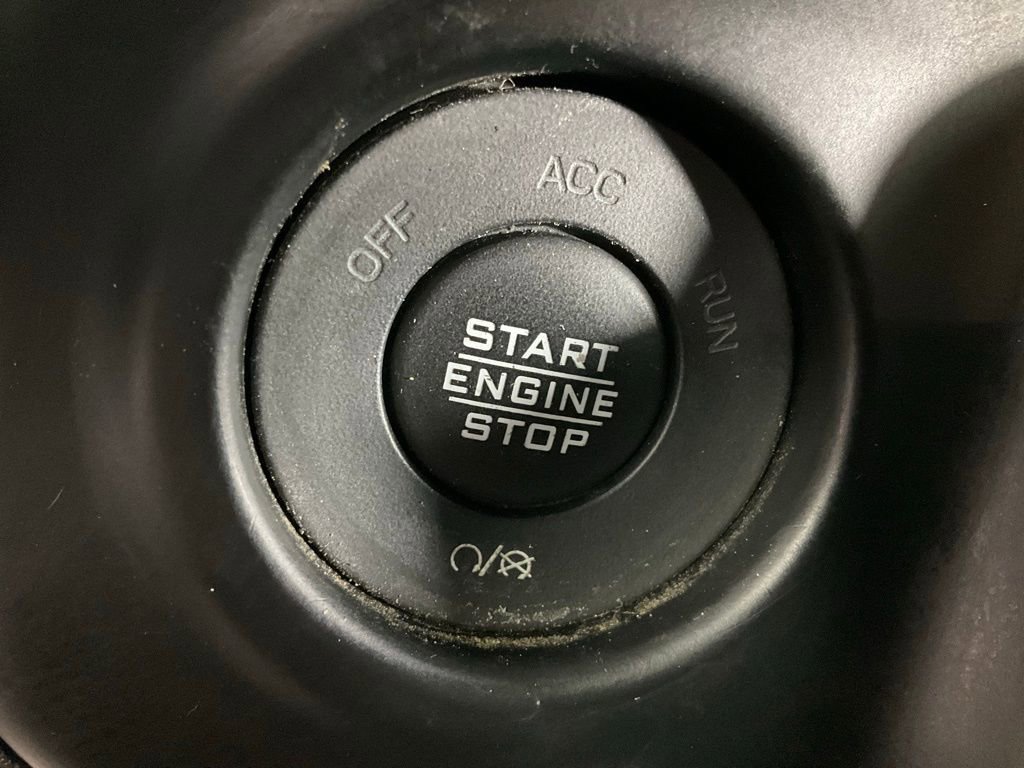 OFF
ACC
RUN
START
ENGINE
STOP